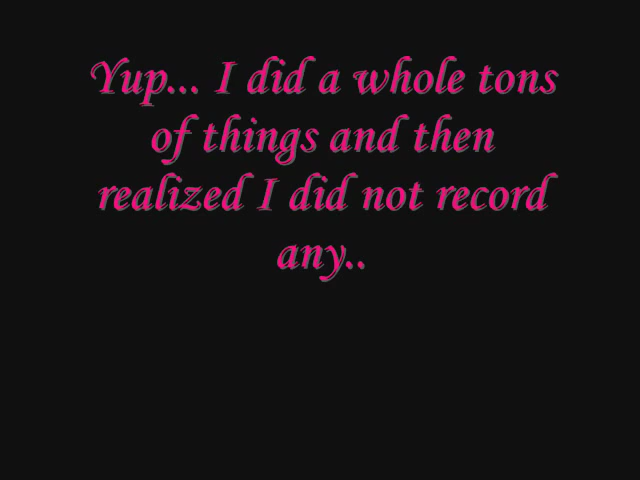 Yup... I did a whole tons
of things and then
realized I did not record
any..